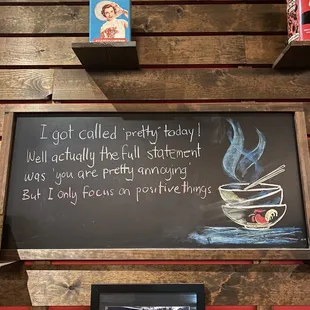 I got called 'pretty' today!
Well actually the full statement
was 'you are pretty annoying'
But I only focus on positive things